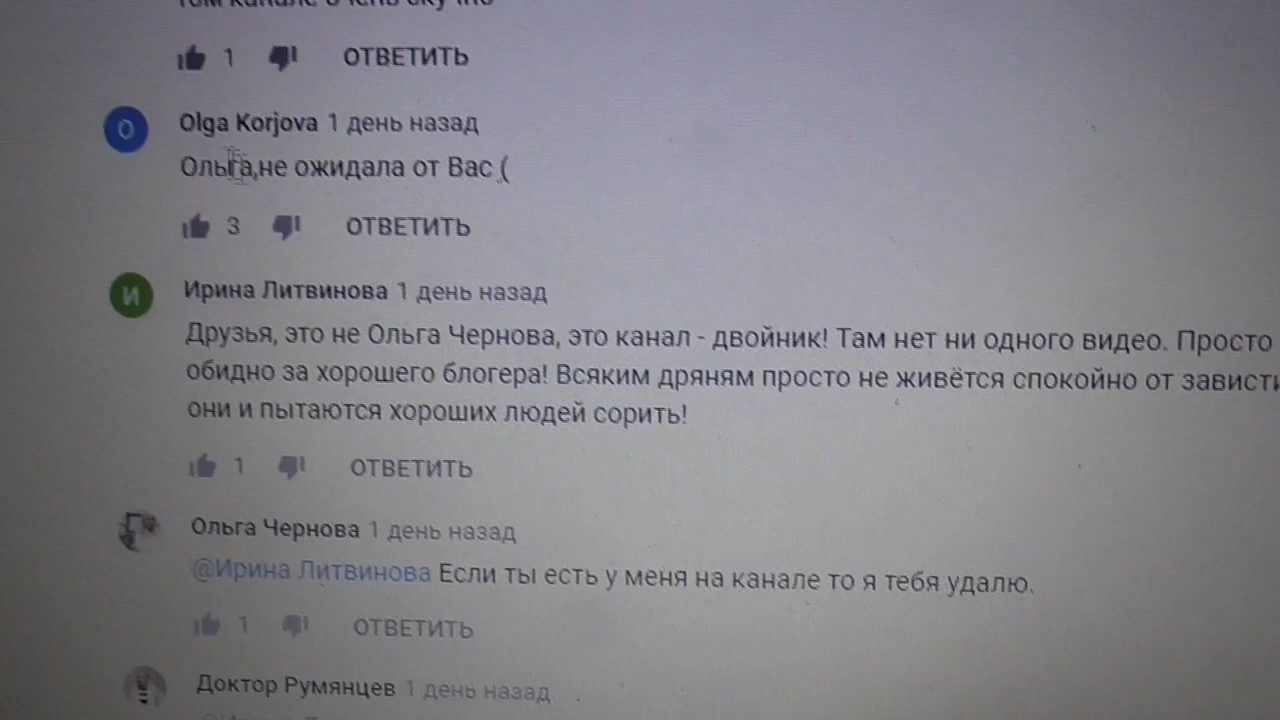 1 ОТВЕТИТЬ
O Olga Korjova 1 день назад
Ольга,не ожидала от Вас (
3 ОТВЕТИТЬ
И Ирина Литвинова 1 день назад
Друзья, это не Ольга Чернова, это канал - двойник! Там нет ни одного видео. Просто
обидно за хорошего блогера! Всяким дряням просто не живётся спокойно от зависти
они и пытаются хороших людей сорить!
1 ОТВЕТИТЬ
Ольга Чернова 1 день назад
@Ирина Литвинова Если ты есть у меня на канале то я тебя удалю.
1 ОТВЕТИТЬ
Доктор Румянцев 1 день назад